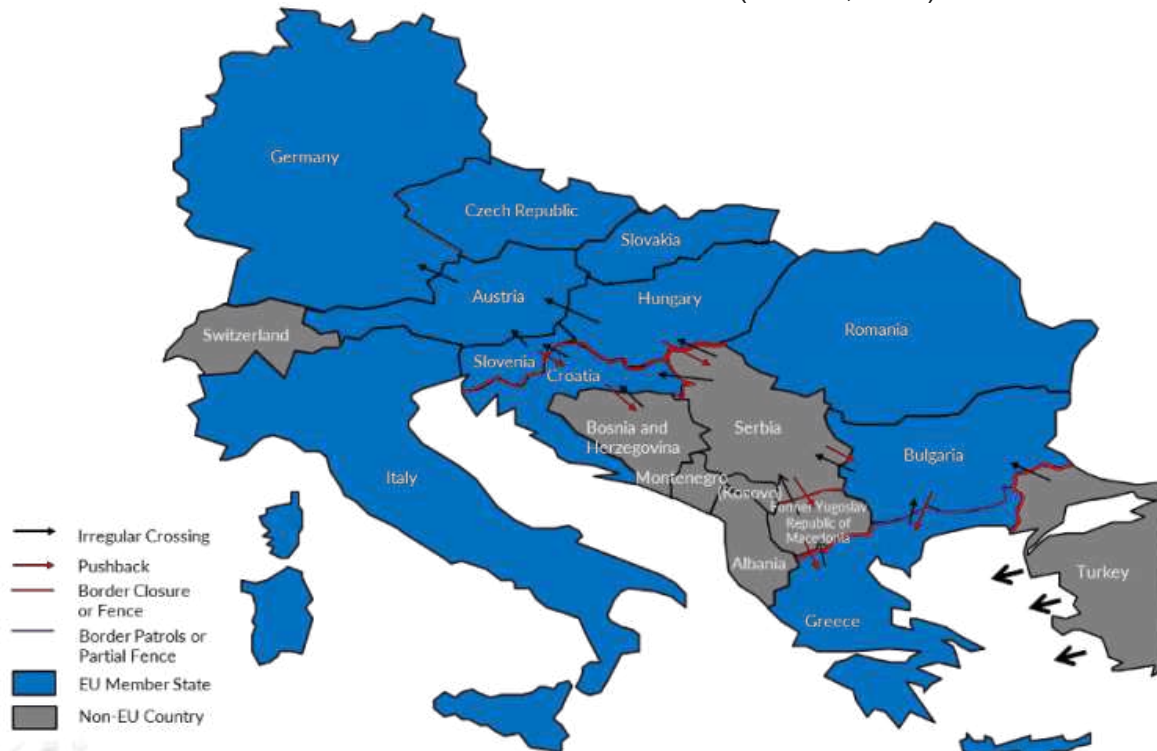 Germany
Czech Republic
Slovakia
Austria
Hungary
Switzerland
Romania
Slovenia
Croatia
Bosnia and
Herzegovina
Serbia
Bulgaria
Italy
Montenegro
(Kosovo)
Former Yugoslav
Republic of
Macedonia
Albania
Turkey
Greece
Irregular Crossing
Pushback
Border Closure
or Fence
Border Patrols or
Partial Fence
EU Member State
Non-EU Country